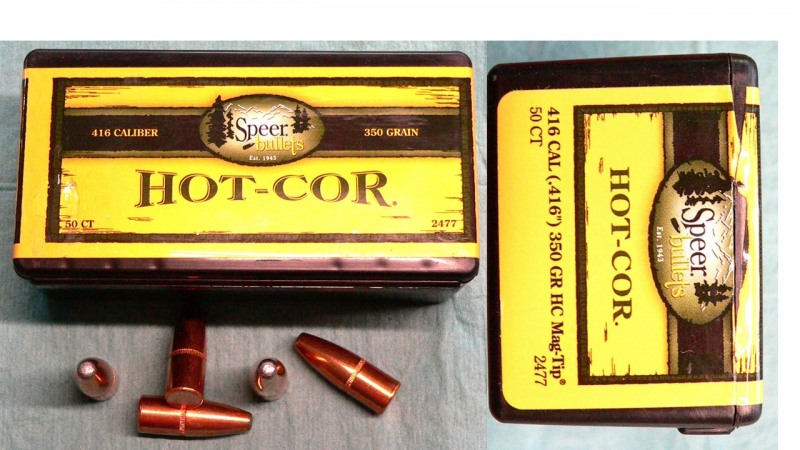 416 CALIBER
Speer®
bullets
Est. 1943
350 GRAIN
HOT-COR®
50 CT
2477
416 CAL (.416") 350 GR HC Mag-Tip®
50 CT
2477
HOT-COR®
Speer®
bullets
Est. 1943